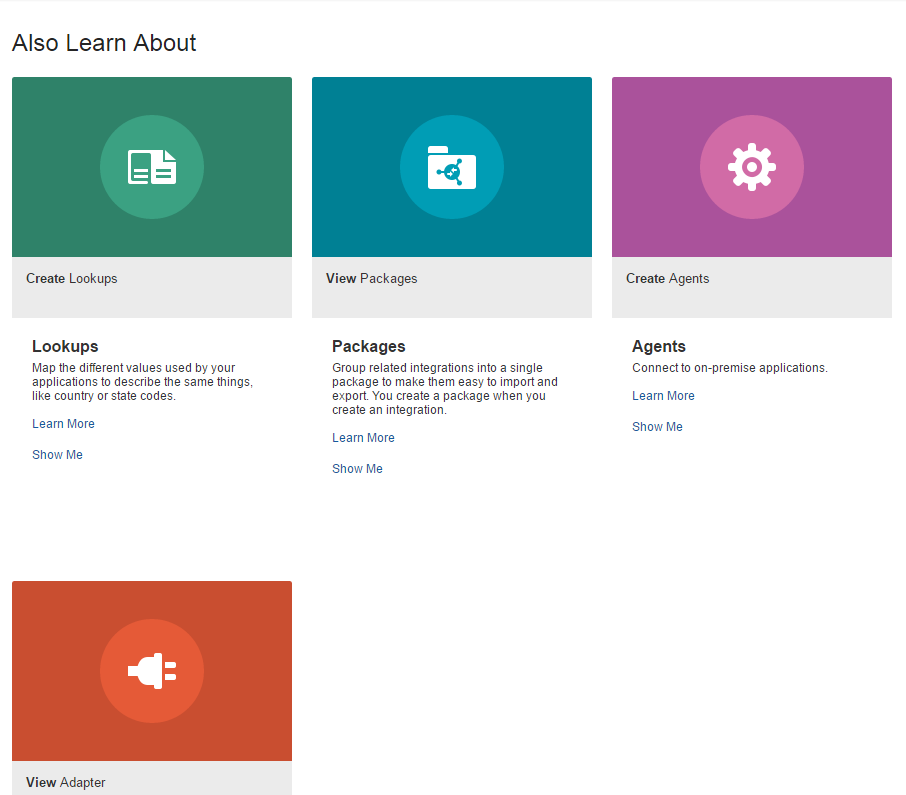 Also Learn About
Create Lookups
View Packages
Create Agents
Lookups
Map the different values used by your
applications to describe the same things,
like country or state codes.
Learn More
Show Me
Packages
Group related integrations into a single
package to make them easy to import and
export. You create a package when you
create an integration.
Learn More
Show Me
Agents
Connect to on-premise applications.
Learn More
Show Me
View Adapter